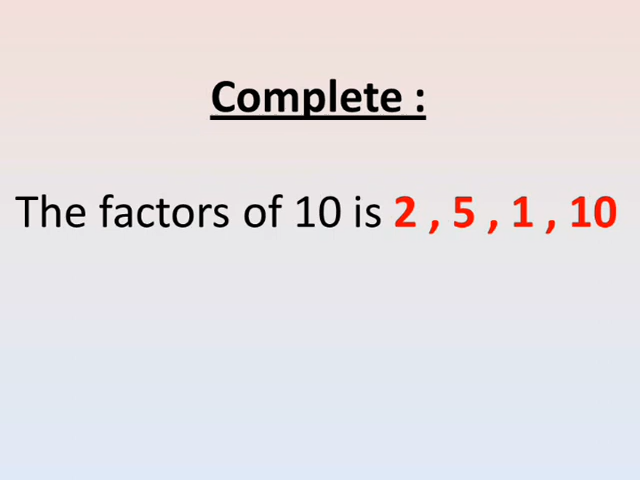 Complete :
The factors of 10 is 2 , 5 , 1 , 10